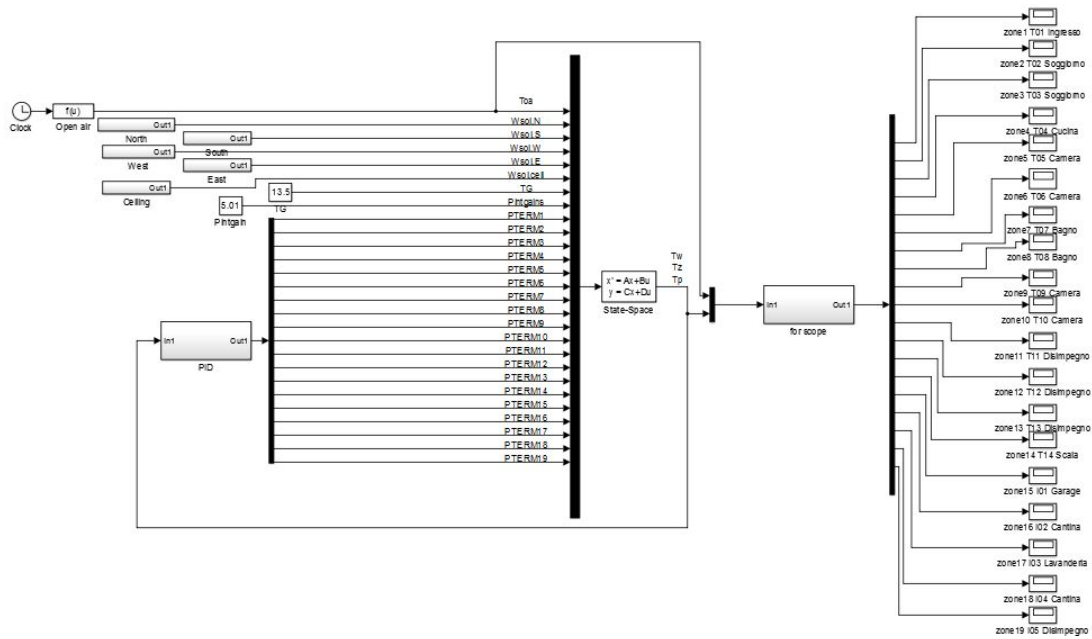 Clock
f(u)
Open air
Out1
North
Out1
South
Out1
West
Out1
East
Out1
Ceiling
13.5
TG
5.01
Pintgain
Toa
Wsol.N
Wsol.S
Wsol.W
Wsol.E
Wsolceil
TG
Pintgains
PTERM1
PTERM2
PTERM3
PTERM4
PTERM5
PTERM6
PTERM7
PTERM8
PTERM9
PTERM10
PTERM11
PTERM12
PTERM13
PTERM14
PTERM15
PTERM16
PTERM17
PTERM18
PTERM19
In1 Out1
PID
x' = Ax+Bu
y = Cx+Du
State-Space
Tw
Tz
Tp
In1 Out1
for scope
zone1 T01 Ingresso
zone2 T02 Soggiorno
zone3 T03 Soggiorno
zone4 T04 Cucina
zone5 T05 Camera
zone6 T06 Camera
zone7 T07 Bagno
zone8 T08 Bagno
zone9 T09 Camera
zone10 T10 Camera
zone11 T11 Disimpegno
zone12 T12 Disimpegno
zone13 T13 Disimpegno
zone14 T14 Scala
zone15 I01 Garage
zone16 I02 Cantina
zone17 I03 Lavanderia
zone18 I04 Cantina
zone19 I05 Disimpegno